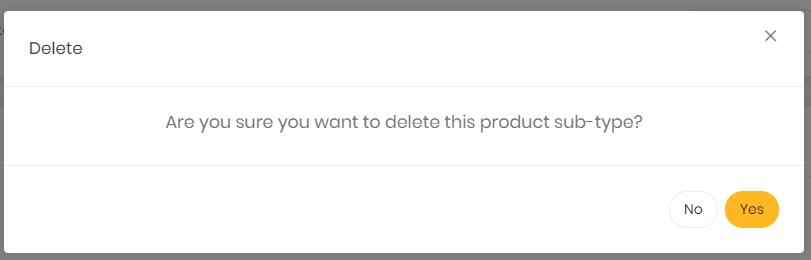 Delete
Are you sure you want to delete this product sub-type?
No
Yes